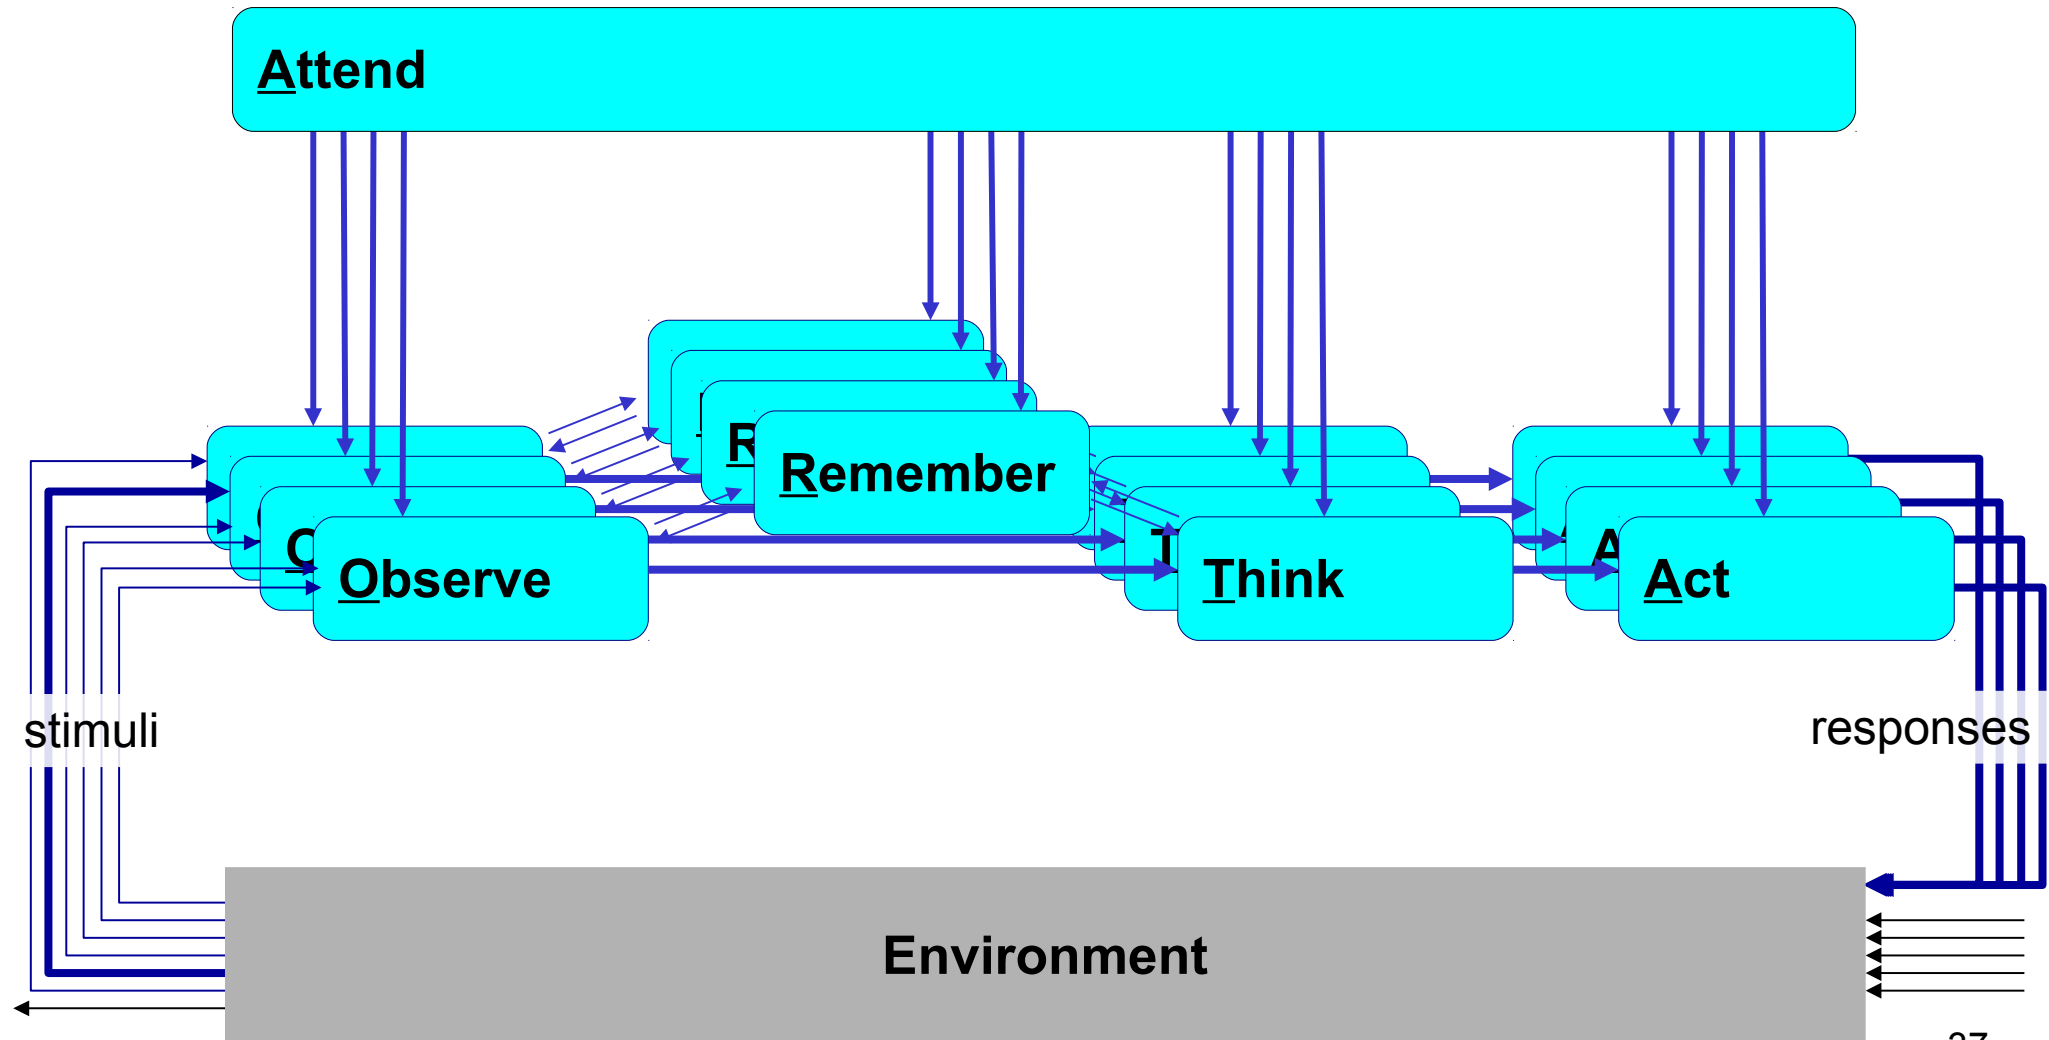 Attend
R
Remember
O
Observe
T
Think
A
Act
stimuli
responses
Environment